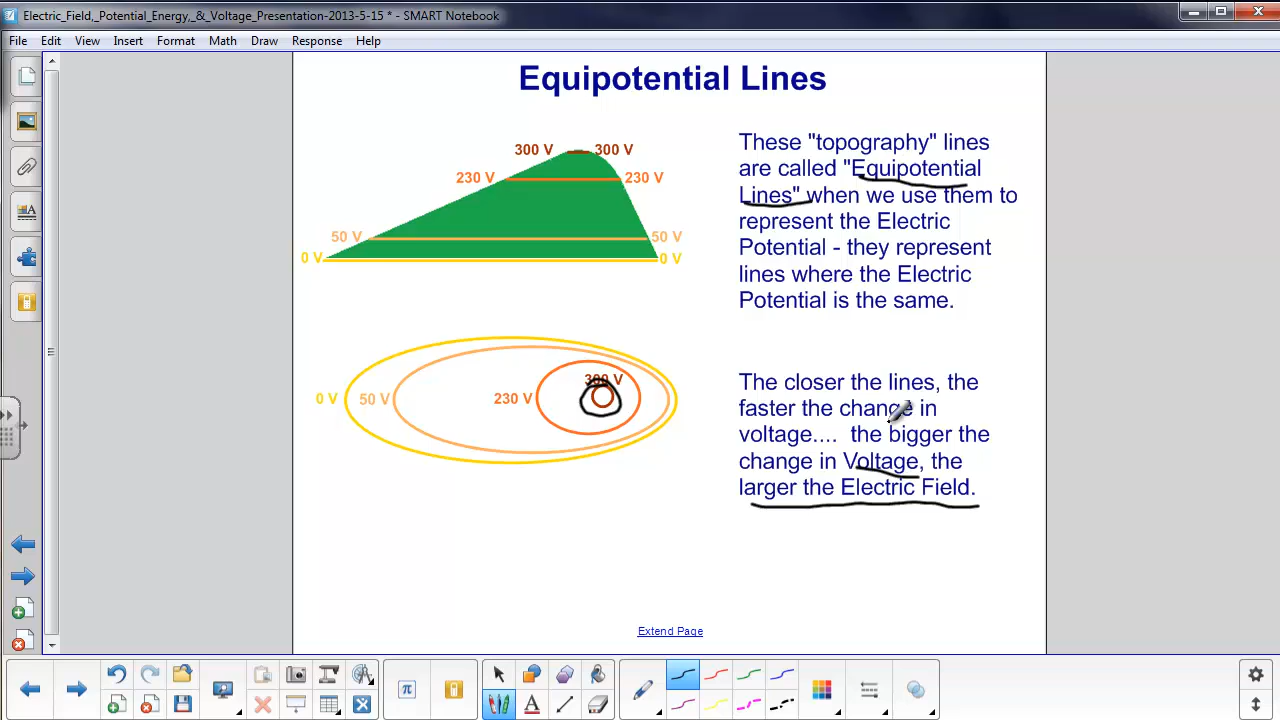 Electric_Field,_Potential_Energy,_&_Voltage_Presentation-2013-5-15 * - SMART Notebook
File Edit View Insert Format Math Draw Response Help
Equipotential Lines
300 V 300 V
230 V 230 V
50 V 50 V
0 V 0 V
These "topography" lines
are called "Equipotential
Lines" when we use them to
represent the Electric
Potential - they represent
lines where the Electric
Potential is the same.
300 V
0 V 50 V 230 V
The closer the lines, the
faster the change in
voltage.... the bigger the
change in Voltage, the
larger the Electric Field.
Extend Page